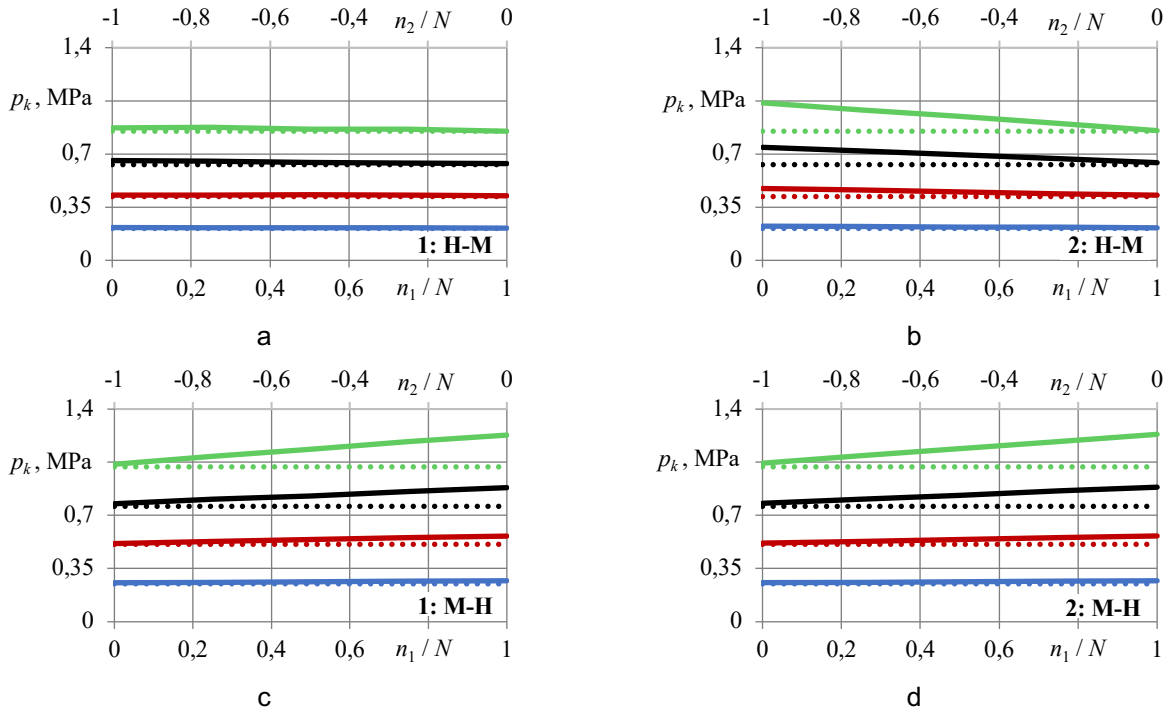 -1 -0,8 -0,6 -0,4 n₂ / N 0
1,4
pₖ , MPa
0,7
0,35
0
1: H-M
0 0,2 0,4 0,6 n₁ / N 1
a
-1 -0,8 -0,6 -0,4 n₂ / N 0
1,4
pₖ , MPa
0,7
0,35
0
2: H-M
0 0,2 0,4 0,6 n₁ / N 1
b
-1 -0,8 -0,6 -0,4 n₂ / N 0
1,4
pₖ , MPa
0,7
0,35
0
1: M-H
0 0,2 0,4 0,6 n₁ / N 1
c
-1 -0,8 -0,6 -0,4 n₂ / N 0
1,4
pₖ , MPa
0,7
0,35
0
2: M-H
0 0,2 0,4 0,6 n₁ / N 1
d